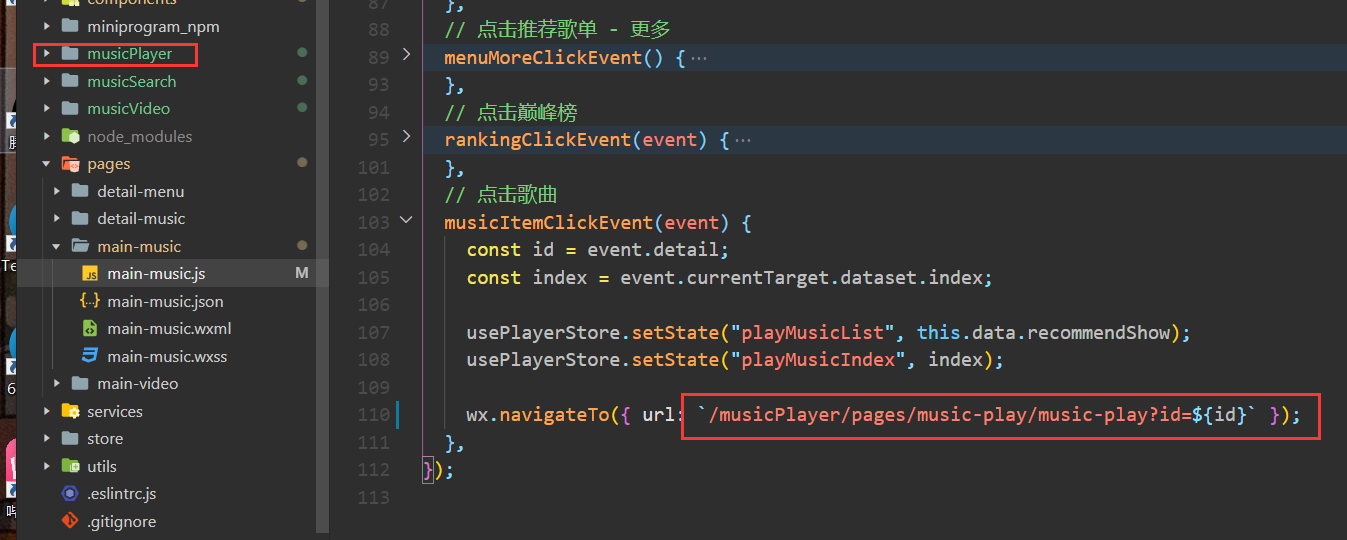 components
miniprogram_npm
musicPlayer
musicSearch
musicVideo
node_modules
pages
detail-menu
detail-music
main-music
main-music.js M
main-music.json
main-music.wxml
main-music.wxss
main-video
services
store
utils
.eslintrc.js
.gitignore
87 },
88 // 点击推荐歌单 - 更多
89 menuMoreClickEvent() { ···
93 },
94 // 点击巅峰榜
95 rankingClickEvent(event) { ···
101 },
102 // 点击歌曲
103 musicItemClickEvent(event) {
104 const id = event.detail;
105 const index = event.currentTarget.dataset.index;
106
107 usePlayerStore.setState("playMusicList", this.data.recommendShow);
108 usePlayerStore.setState("playMusicIndex", index);
109
110 wx.navigateTo({ url: `/musicPlayer/pages/music-play/music-play?id=${id}` });
111 },
112 });
113